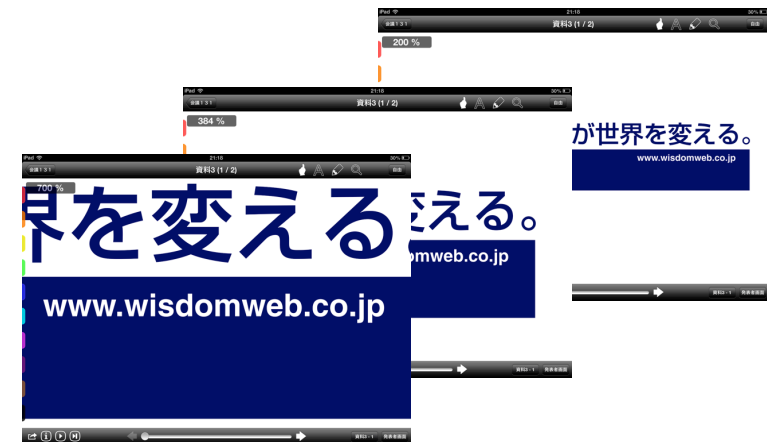 iPad 21:18 30%
会議131 資料3 (1 / 2) 自由
200 %
が世界を変える。
www.wisdomweb.co.jp
資料3 - 1 発表者画面
iPad 21:18 30%
会議131 資料3 (1 / 2) 自由
384 %
える。
mweb.co.jp
資料3 - 1 発表者画面
iPad 21:18 30%
会議131 資料3 (1 / 2) 自由
700 %
界を変える
www.wisdomweb.co.jp
資料3 - 1 発表者画面